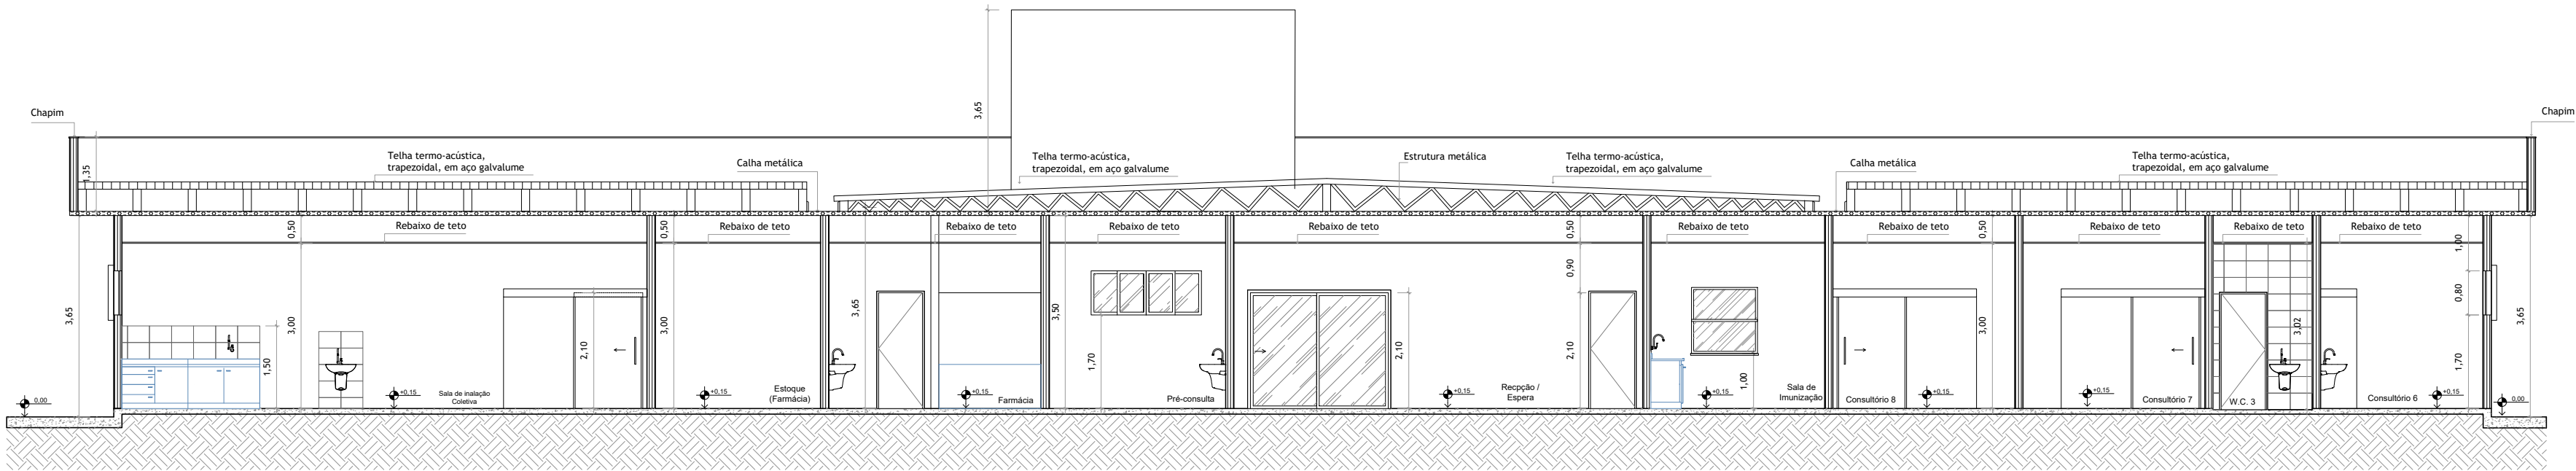 3,65
Chapim
Chapim
1,35
Telha termo-acústica,
trapezoidal, em aço galvalume
Calha metálica
Telha termo-acústica,
trapezoidal, em aço galvalume
Estrutura metálica
Telha termo-acústica,
trapezoidal, em aço galvalume
Calha metálica
Telha termo-acústica,
trapezoidal, em aço galvalume
0,50
Rebaixo de teto
0,50
Rebaixo de teto
Rebaixo de teto
Rebaixo de teto
Rebaixo de teto
0,50
Rebaixo de teto
Rebaixo de teto
0,50
Rebaixo de teto
Rebaixo de teto
Rebaixo de teto
1,00
0,90
0,80
3,65
3,00
3,00
3,65
3,50
3,00
3,02
3,65
1,50
2,10
1,70
2,10
2,10
1,00
1,70
0,00
+0,15
Sala de inalação
Coletiva
+0,15
Estoque
(Farmácia)
+0,15
Farmácia
Pré-consulta
+0,15
Recpção /
Espera
+0,15
Sala de
Imunização
Consultório 8
+0,15
+0,15
Consultório 7
W.C. 3
Consultório 6
+0,15
0,00